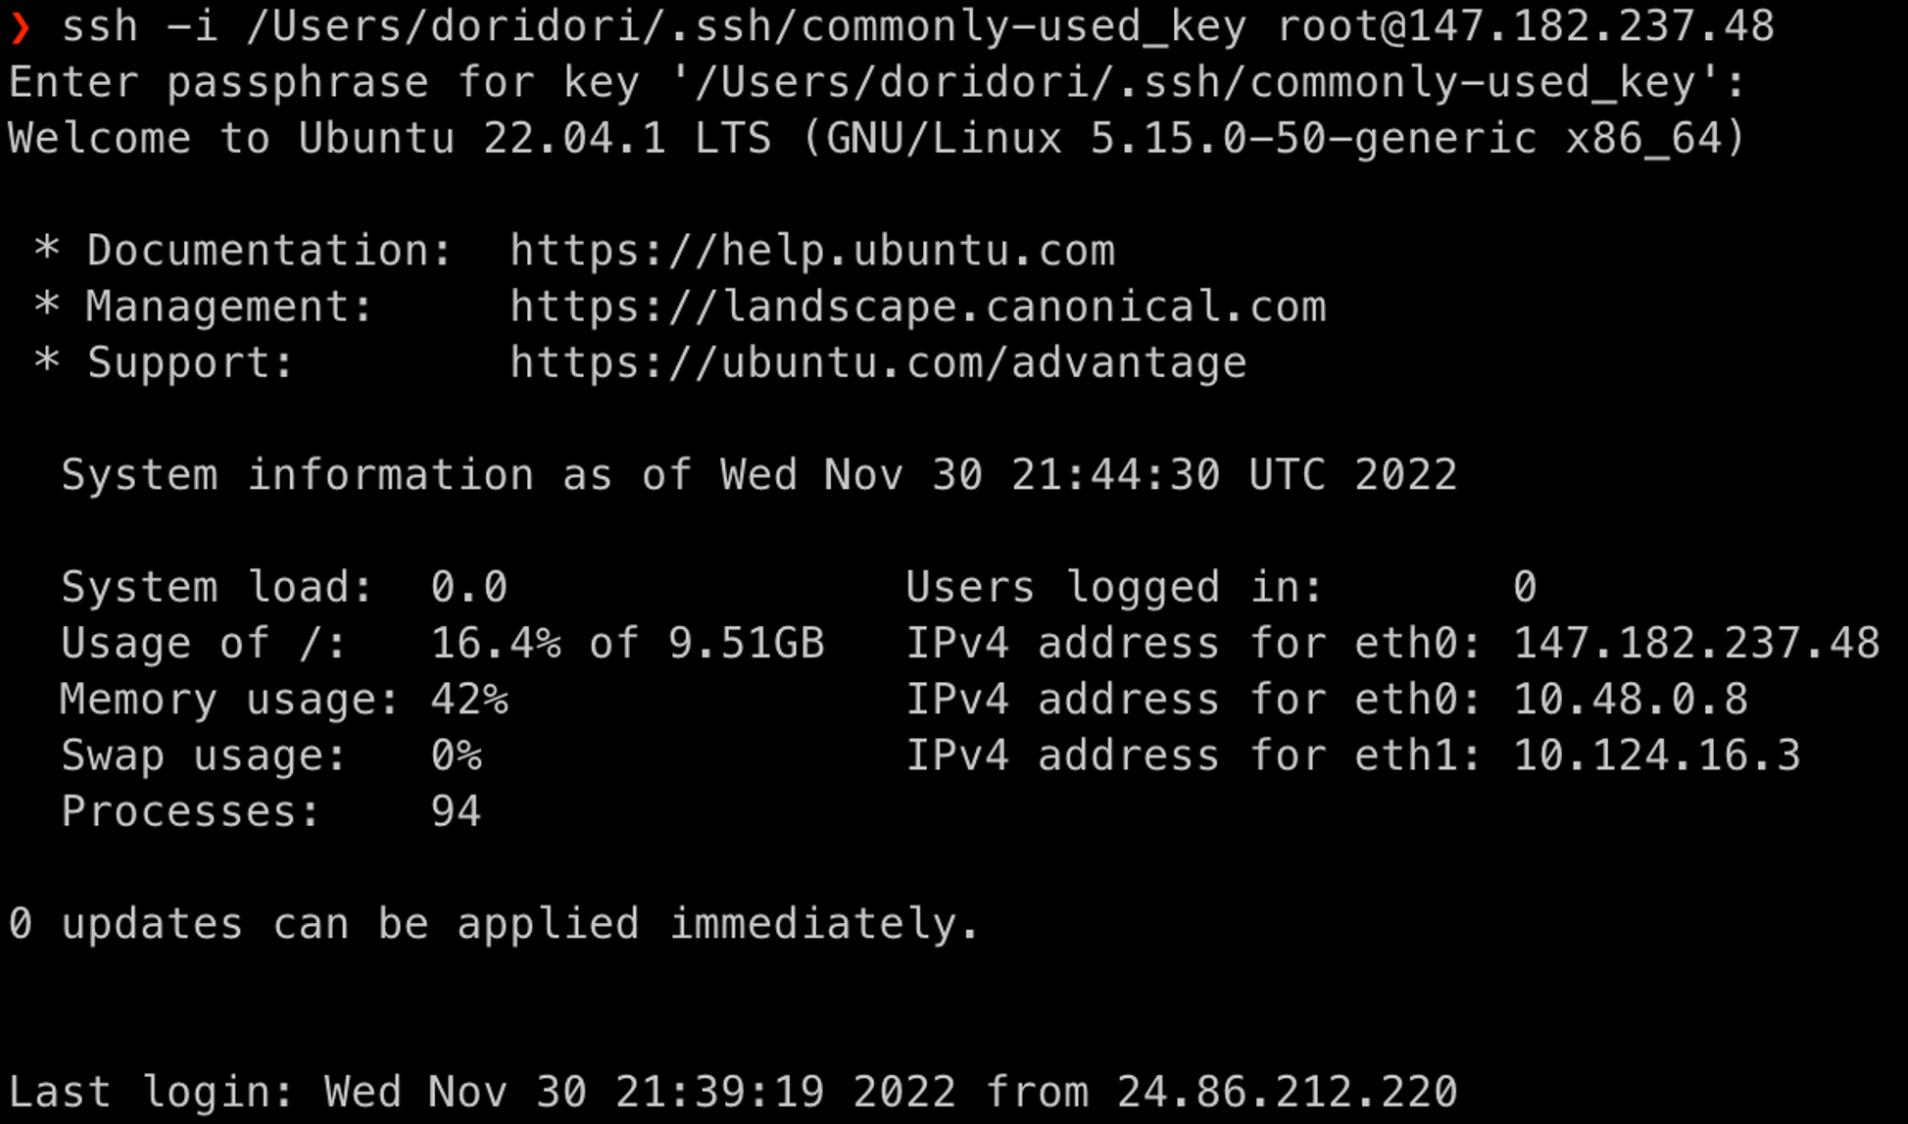 ❯ ssh -i /Users/doridori/.ssh/commonly-used_key root@147.182.237.48
Enter passphrase for key '/Users/doridori/.ssh/commonly-used_key':
Welcome to Ubuntu 22.04.1 LTS (GNU/Linux 5.15.0-50-generic x86_64)

 * Documentation:  https://help.ubuntu.com
 * Management:     https://landscape.canonical.com
 * Support:        https://ubuntu.com/advantage

  System information as of Wed Nov 30 21:44:30 UTC 2022

  System load:  0.0               Users logged in:       0
  Usage of /:   16.4% of 9.51GB   IPv4 address for eth0: 147.182.237.48
  Memory usage: 42%               IPv4 address for eth0: 10.48.0.8
  Swap usage:   0%                IPv4 address for eth1: 10.124.16.3
  Processes:    94

0 updates can be applied immediately.


Last login: Wed Nov 30 21:39:19 2022 from 24.86.212.220